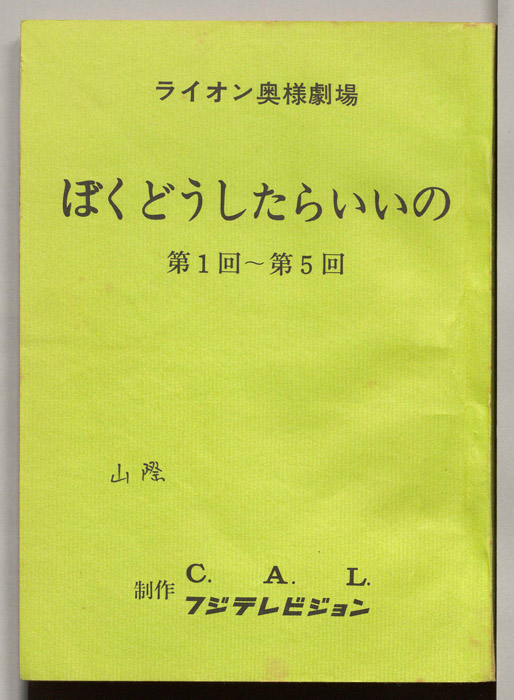 ライオン奥様劇場
ぼくどうしたらいいの
第1回～第5回
山際
制作 C. A. L.
フジテレビジョン